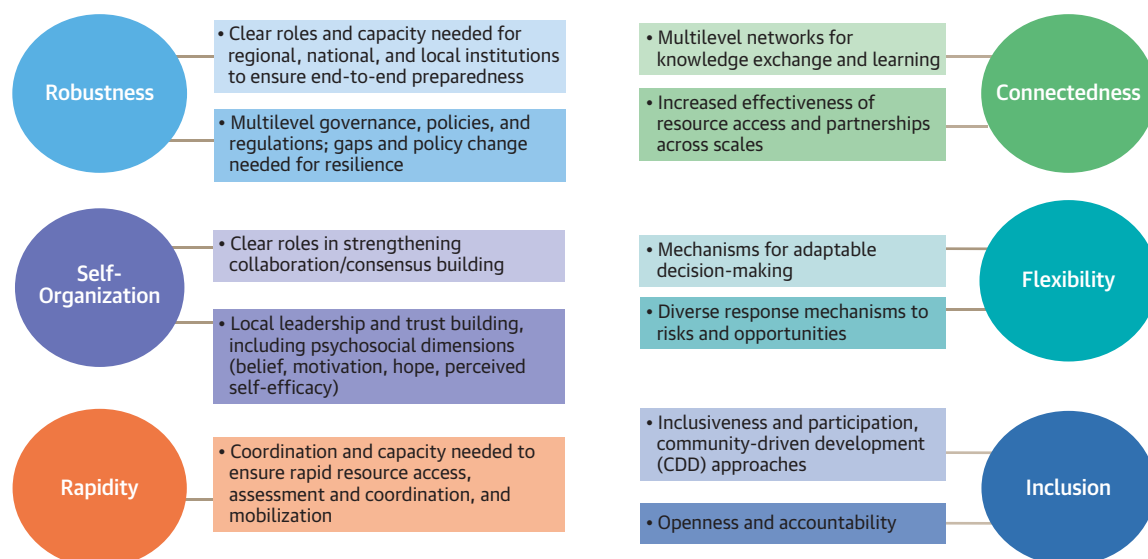 Robustness
• Clear roles and capacity needed for
regional, national, and local institutions
to ensure end-to-end preparedness
• Multilevel governance, policies, and
regulations; gaps and policy change
needed for resilience
Self-
Organization
• Clear roles in strengthening
collaboration/consensus building
• Local leadership and trust building,
including psychosocial dimensions
(belief, motivation, hope, perceived
self-efficacy)
Rapidity
• Coordination and capacity needed to
ensure rapid resource access,
assessment and coordination, and
mobilization
• Multilevel networks for
knowledge exchange and learning
• Increased effectiveness of
resource access and partnerships
across scales
Connectedness
• Mechanisms for adaptable
decision-making
• Diverse response mechanisms to
risks and opportunities
Flexibility
• Inclusiveness and participation,
community-driven development
(CDD) approaches
• Openness and accountability
Inclusion